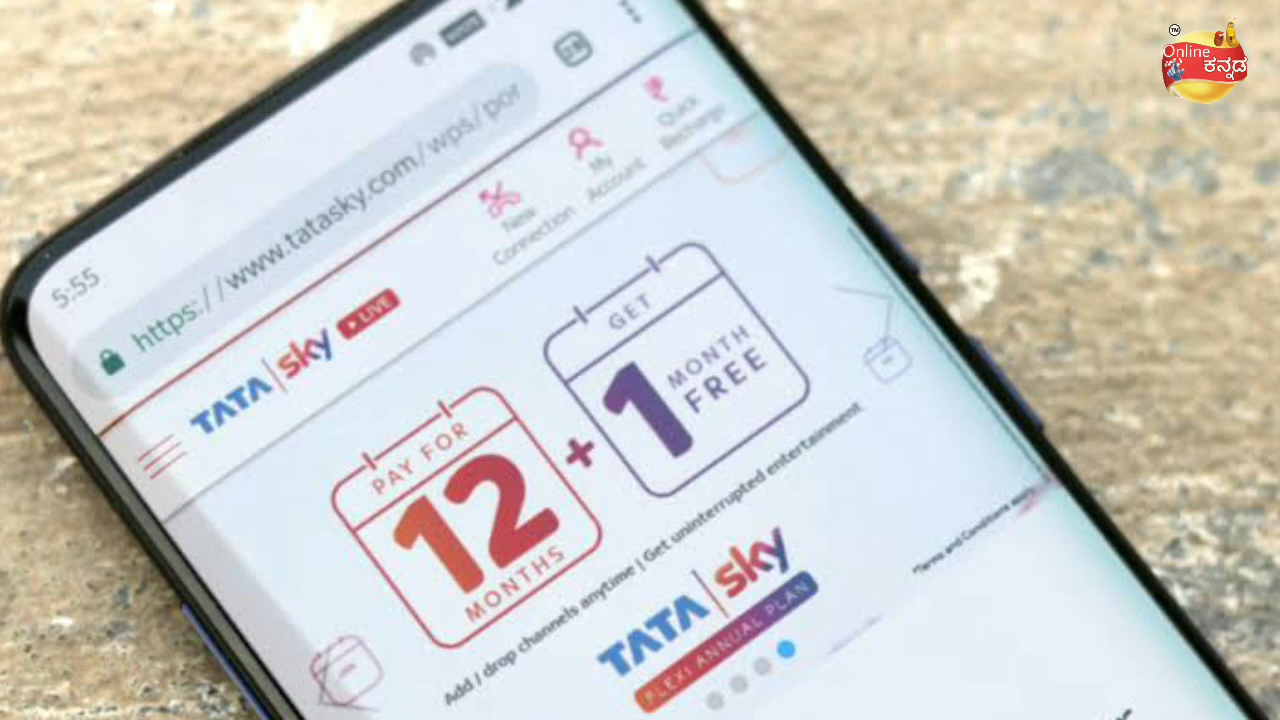 TM
Online
ಕನ್ನಡ
5:55
https://www.tatasky.com/wps/por
TATA sky LIVE
New
Connection
My
Account
Quick
Recharge
PAY FOR
12
MONTHS
+
GET
1 MONTH
FREE
Add / drop channels anytime | Get uninterrupted entertainment
TATA sky
FLEXI ANNUAL PLAN
*Terms and Conditions apply